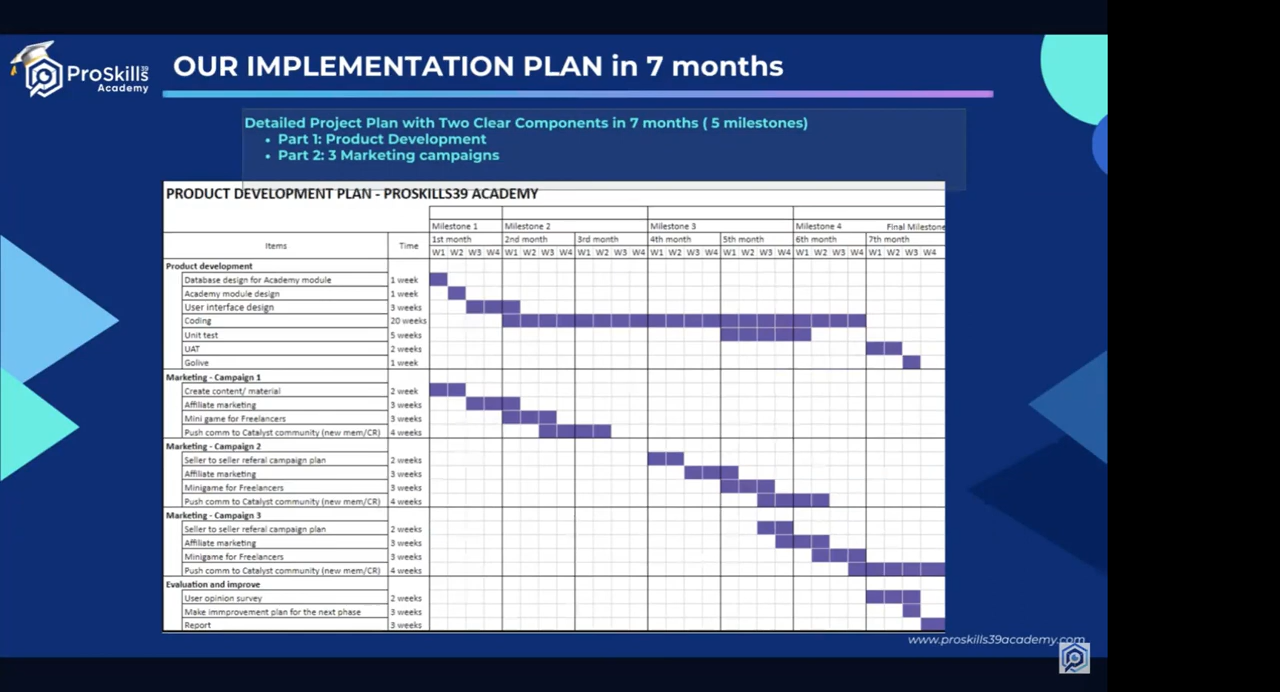 ProSkills39
Academy
OUR IMPLEMENTATION PLAN in 7 months
Detailed Project Plan with Two Clear Components in 7 months ( 5 milestones)
• Part 1: Product Development
• Part 2: 3 Marketing campaigns
PRODUCT DEVELOPMENT PLAN - PROSKILLS39 ACADEMY
Milestone 1 Milestone 2 Milestone 3 Milestone 4 Final Milestone
Items Time 1st month 2nd month 3rd month 4th month 5th month 6th month 7th month
W1 W2 W3 W4 W1 W2 W3 W4 W1 W2 W3 W4 W1 W2 W3 W4 W1 W2 W3 W4 W1 W2 W3 W4 W1 W2 W3 W4
Product development
Database design for Academy module 1 week
Academy module design 1 week
User interface design 3 weeks
Coding 20 weeks
Unit test 5 weeks
UAT 2 weeks
Golive 1 week
Marketing - Campaign 1
Create content/ material 2 week
Affiliate marketing 3 weeks
Mini game for Freelancers 3 weeks
Push comm to Catalyst community (new mem/CR) 4 weeks
Marketing - Campaign 2
Seller to seller referal campaign plan 2 weeks
Affiliate marketing 3 weeks
Minigame for Freelancers 3 weeks
Push comm to Catalyst community (new mem/CR) 4 weeks
Marketing - Campaign 3
Seller to seller referal campaign plan 2 weeks
Affiliate marketing 3 weeks
Minigame for Freelancers 3 weeks
Push comm to Catalyst community (new mem/CR) 4 weeks
Evaluation and improve
User opinion survey 2 weeks
Make immprovement plan for the next phase 3 weeks
Report 3 weeks
www.proskills39academy.com